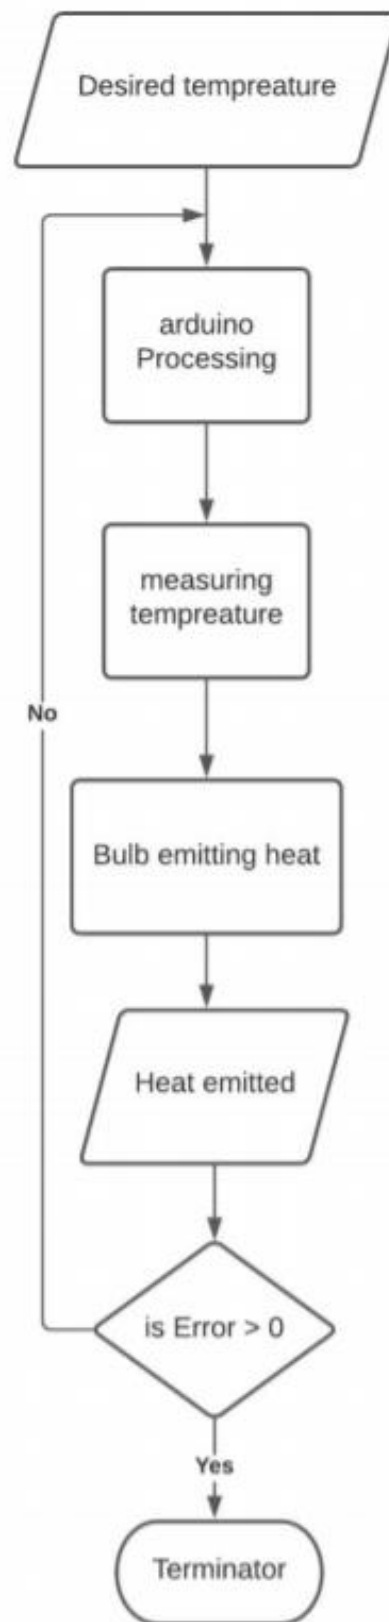 Desired tempreature
arduino
Processing
measuring
tempreature
No
Bulb emitting heat
Heat emitted
is Error > 0
Yes
Terminator